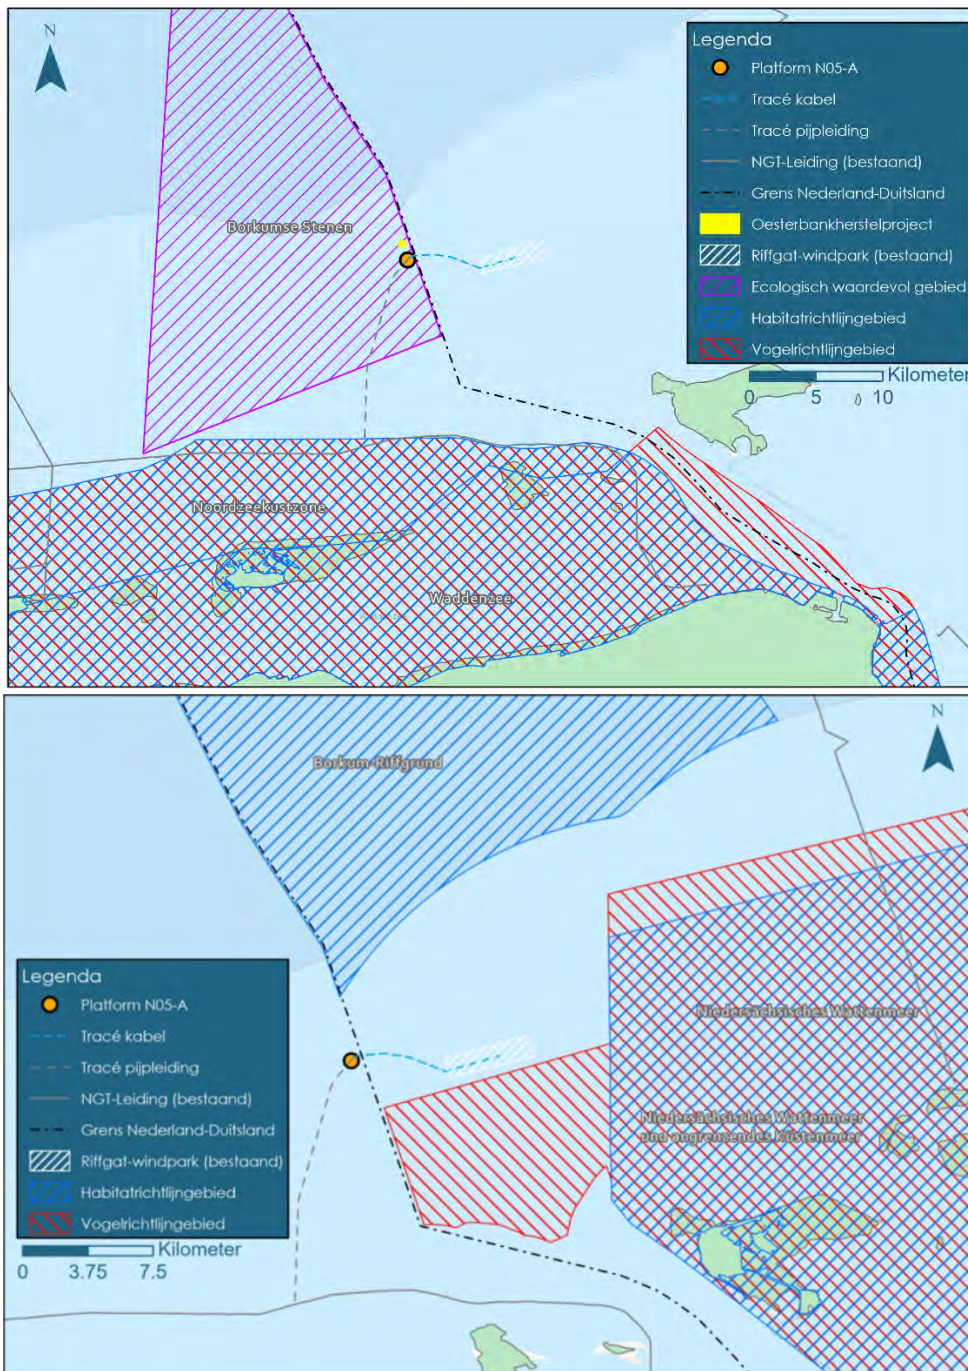 N
Legenda
Platform N05-A
Tracé kabel
Tracé pijpleiding
NGT-Leiding (bestaand)
Grens Nederland-Duitsland
Oesterbankherstelproject
Riffgat-windpark (bestaand)
Ecologisch waardevol gebied
Habitatrichtlijngebied
Vogelrichtlijngebied
Kilometer
0 5 10
Borkumse Stenen
Noordzeekustzone
Waddenzee
N
Borkum-Riffgrund
Legenda
Platform N05-A
Tracé kabel
Tracé pijpleiding
NGT-Leiding (bestaand)
Grens Nederland-Duitsland
Riffgat-windpark (bestaand)
Habitatrichtlijngebied
Vogelrichtlijngebied
Kilometer
0 3.75 7.5
Niedersächsisches Wattenmeer
Niedersächsisches Wattenmeer
und angrenzendes Küstenmeer